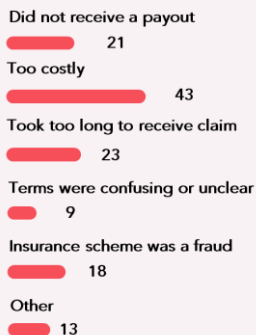 Did not receive a payout
21
Too costly
43
Took too long to receive claim
23
Terms were confusing or unclear
9
Insurance scheme was a fraud
18
Other
13